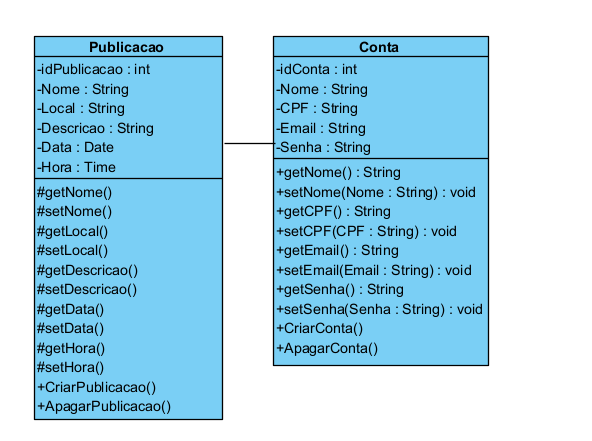 Publicacao
-idPublicacao : int
-Nome : String
-Local : String
-Descricao : String
-Data : Date
-Hora : Time
#getNome()
#setNome()
#getLocal()
#setLocal()
#getDescricao()
#setDescricao()
#getData()
#setData()
#getHora()
#setHora()
+CriarPublicacao()
+ApagarPublicacao()
Conta
-idConta : int
-Nome : String
-CPF : String
-Email : String
-Senha : String
+getNome() : String
+setNome(Nome : String) : void
+getCPF() : String
+setCPF(CPF : String) : void
+getEmail() : String
+setEmail(Email : String) : void
+getSenha() : String
+setSenha(Senha : String) : void
+CriarConta()
+ApagarConta()